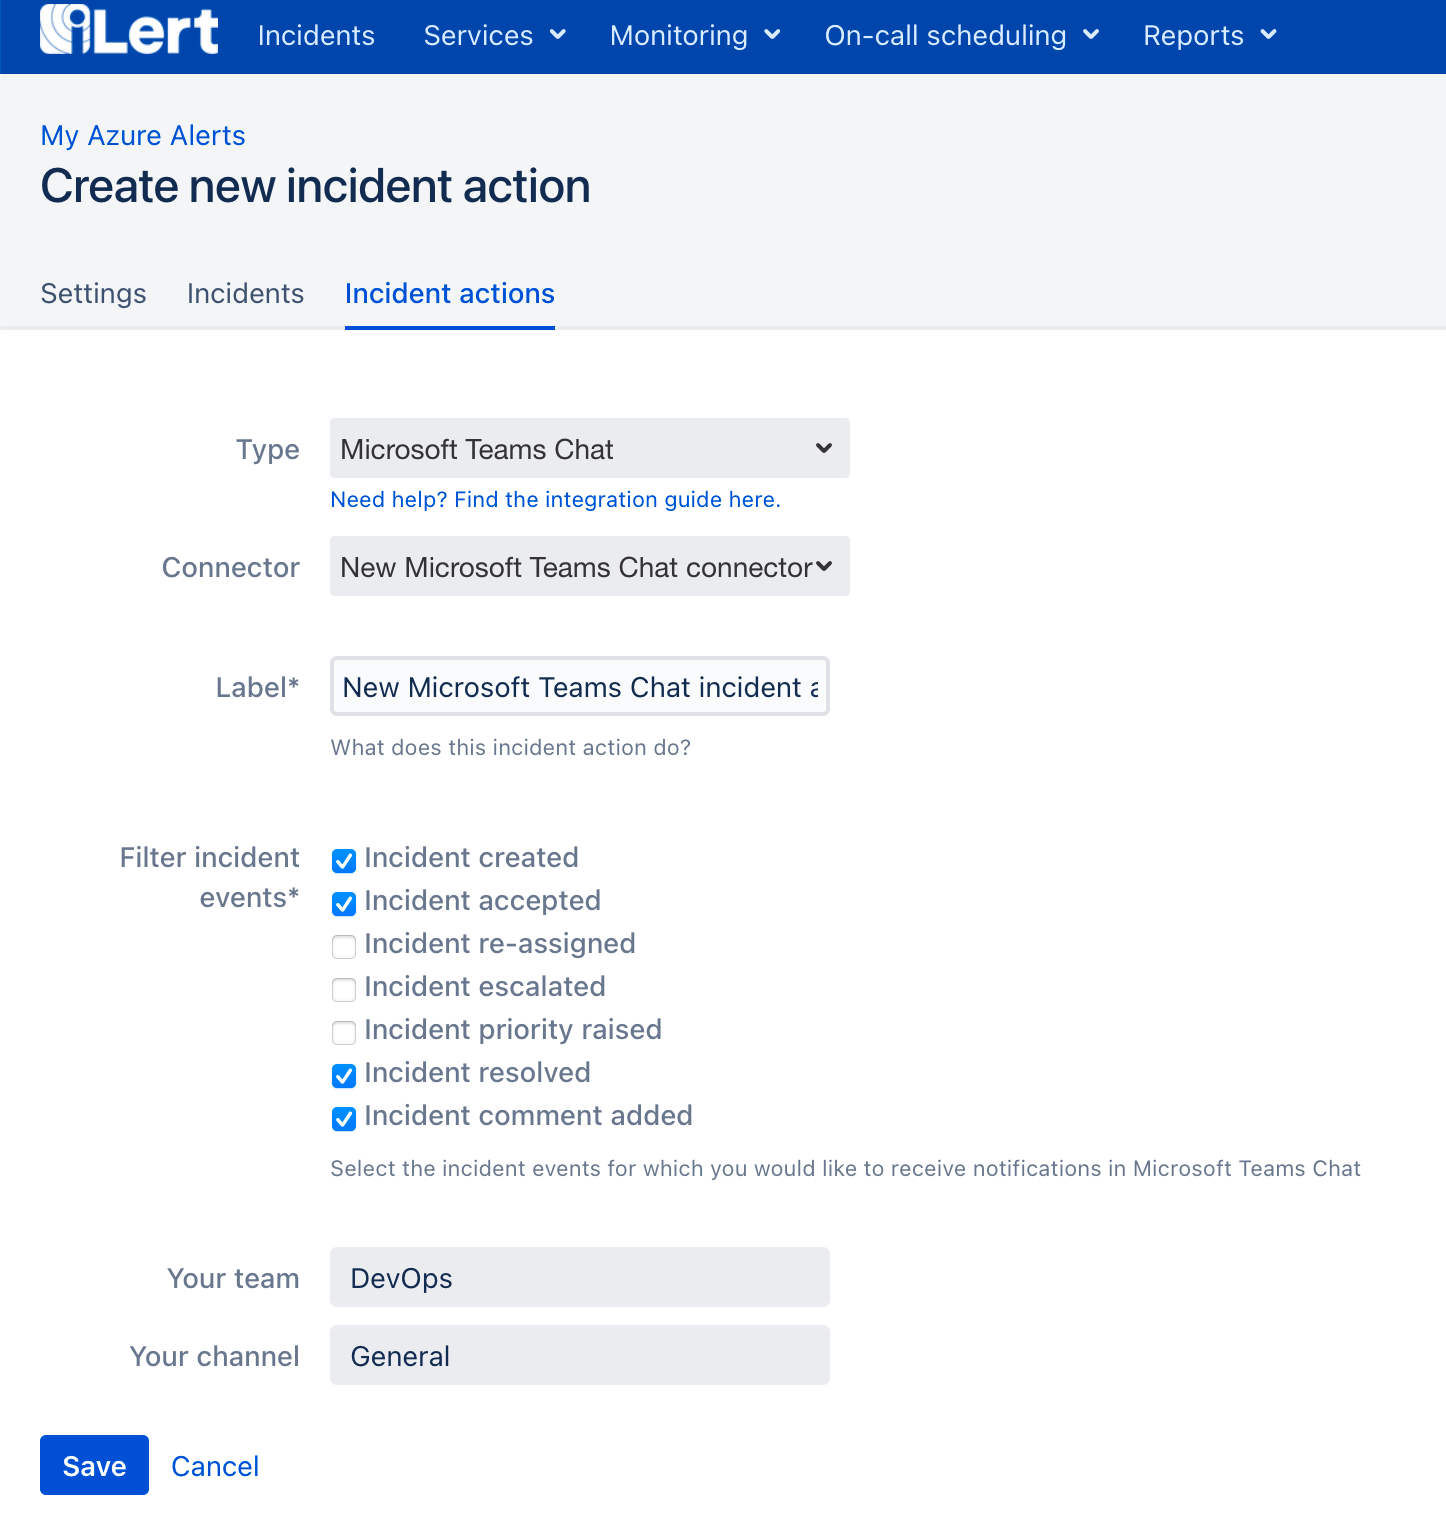 iLert Incidents Services Monitoring On-call scheduling Reports
My Azure Alerts
Create new incident action
Settings Incidents Incident actions
Type Microsoft Teams Chat
Need help? Find the integration guide here.
Connector New Microsoft Teams Chat connector
Label* New Microsoft Teams Chat incident
What does this incident action do?
Filter incident
events*
Incident created
Incident accepted
Incident re-assigned
Incident escalated
Incident priority raised
Incident resolved
Incident comment added
Select the incident events for which you would like to receive notifications in Microsoft Teams Chat
Your team DevOps
Your channel General
Save Cancel